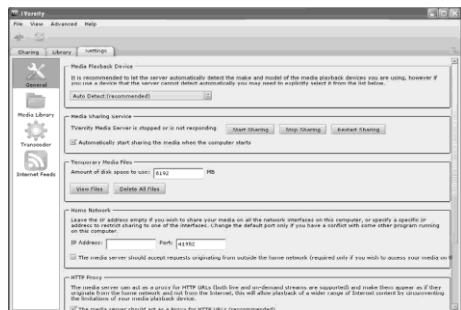 TVersity
File View Advanced Help
Sharing Library Settings
General
Media Library
Transcoder
Internet Feeds
Media Playback Device
It is recommended to let the server automatically detect the make and model of the media playback devices you are using, however if
you use a device that the server cannot detect automatically you may need to explicitly select it from the list below.
Auto Detect (recommended)
Media Sharing Service
TVersity Media Server is stopped or is not responding Start Sharing Stop Sharing Restart Sharing
Automatically start sharing the media when the computer starts
Temporary Media Files
Amount of disk space to use: 8192 MB
View Files Delete All Files
Home Network
Leave the IP address empty if you wish to share your media on all the network interfaces on this computer, or specify a specific IP
address to restrict sharing to one of the interfaces. Change the default port only if you have a conflict with some other program running
on this computer.
IP Address: Port: 41952
The media server should accept requests originating from outside the home network (required only if you wish to access your media on t
HTTP Proxy
The media server can act as a proxy for HTTP URLs (both live and on-demand streams are supported) and make them appear as if they
originate from the home network and not from the Internet, this will allow playback of a wider range of Internet content by circumventing
the limitations of your media playback device.
The media server should act as a Proxy for HTTP URLs (recommended)